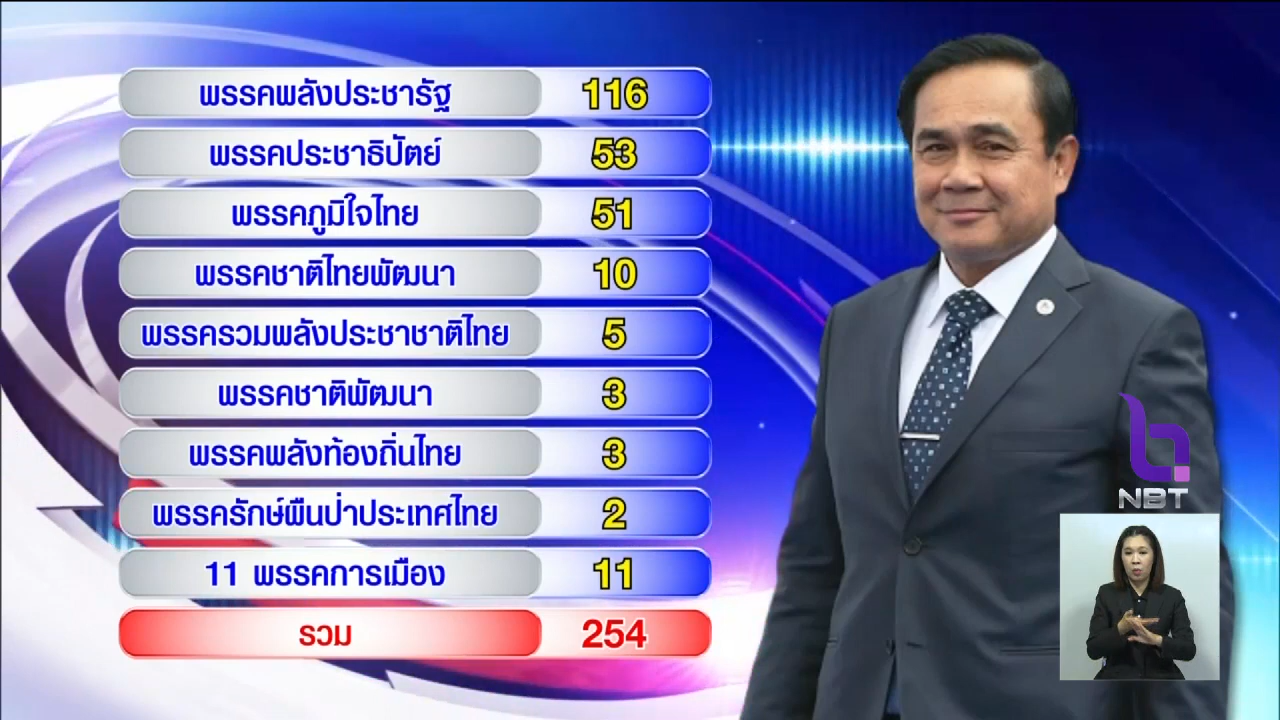 พรรคพลังประชารัฐ 116
พรรคประชาธิปัตย์ 53
พรรคภูมิใจไทย 51
พรรคชาติไทยพัฒนา 10
พรรครวมพลังประชาชาติไทย 5
พรรคชาติพัฒนา 3
พรรคพลังท้องถิ่นไทย 3
พรรครักษ์ผืนป่าประเทศไทย 2
11 พรรคการเมือง 11
รวม 254
NBT